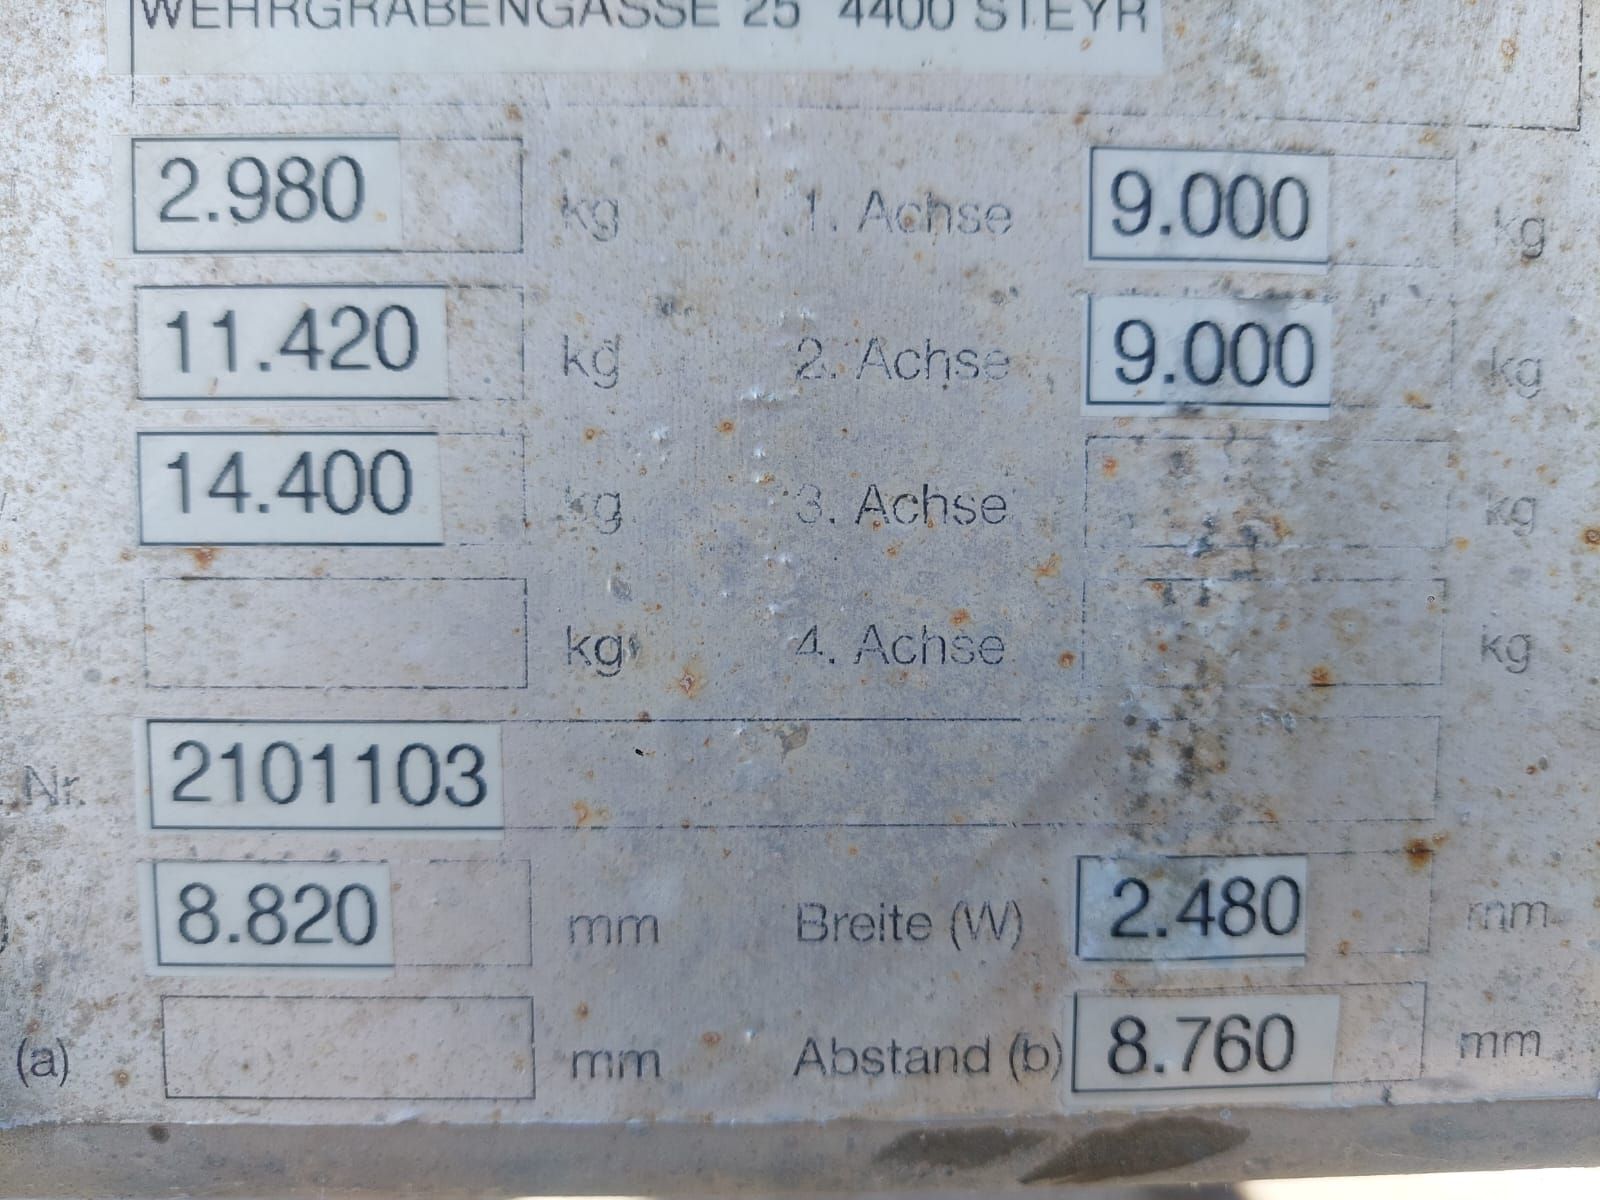 WEHRGRABENGASSE 25 4400 STEYR
2.980 kg 1. Achse 9.000 kg
11.420 kg 2. Achse 9.000 kg
14.400 kg 3. Achse kg
kg 4. Achse kg
Nr. 2101103
8.820 mm Breite (W) 2.480 mm
(a) mm Abstand (b) 8.760 mm